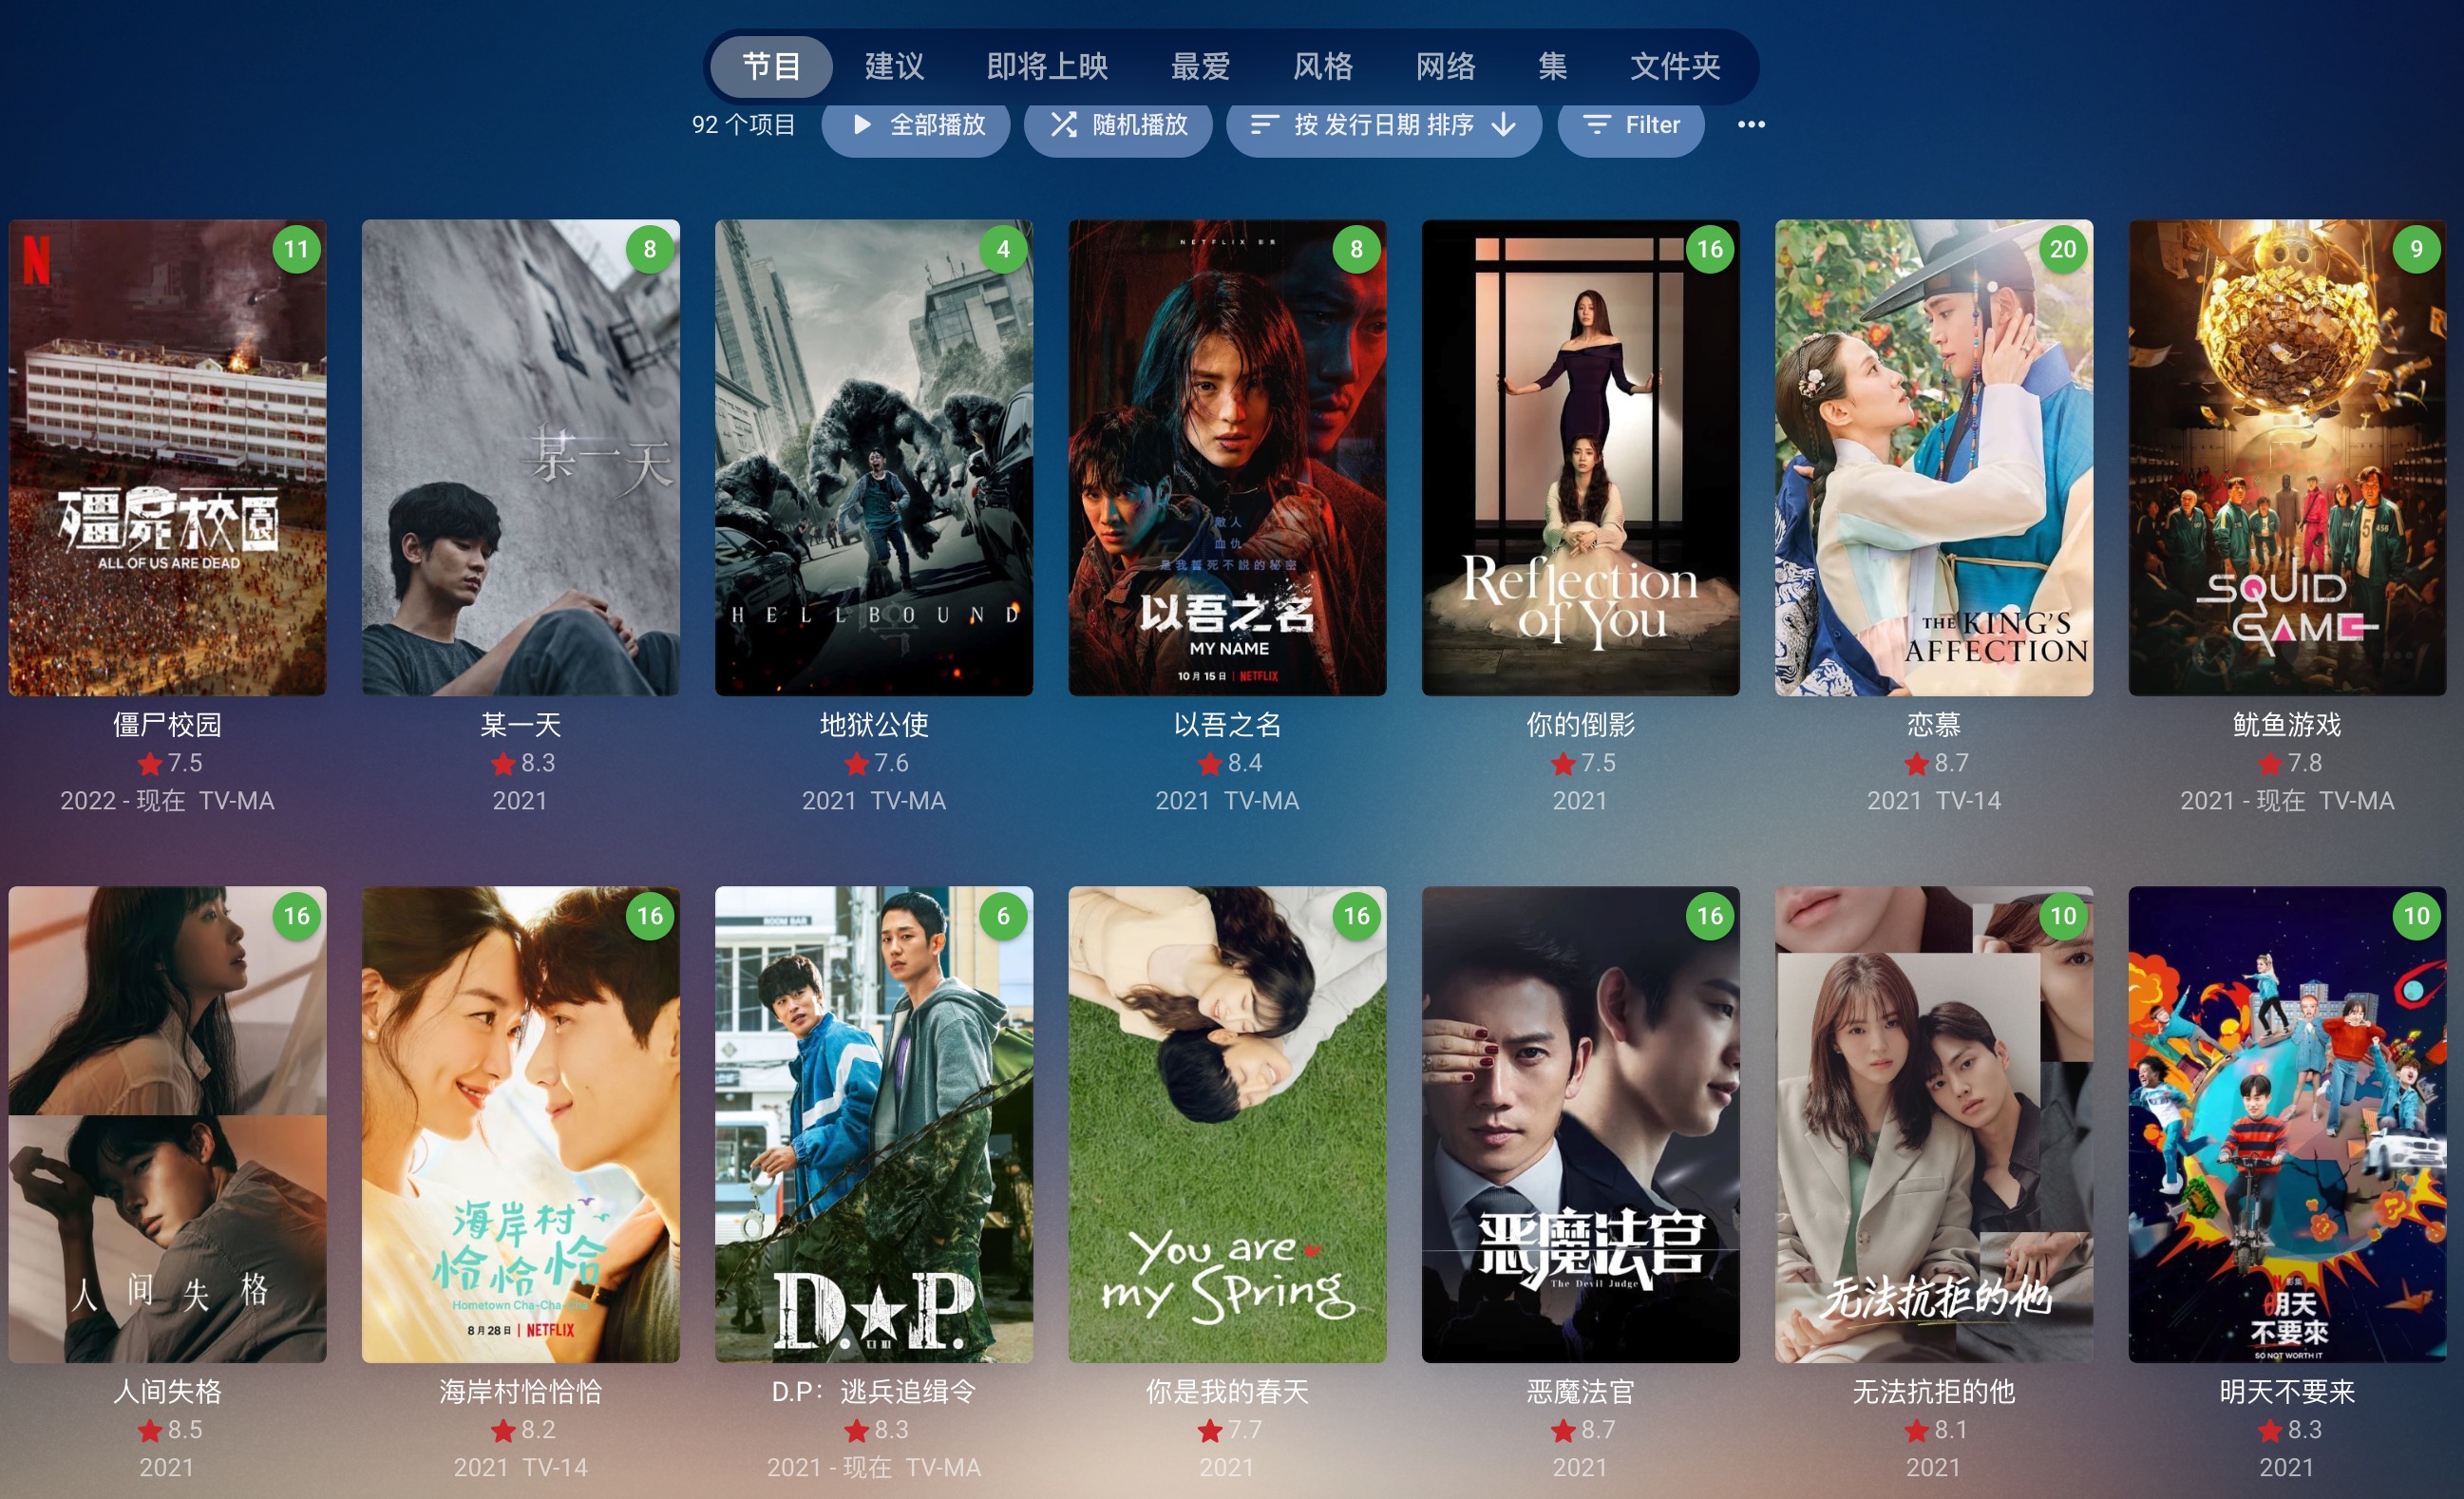 节目 建议 即将上映 最爱 风格 网络 集 文件夹
92 个项目 全部播放 随机播放 按 发行日期 排序 Filter •••
N
11
殭屍校園
ALL OF US ARE DEAD
8
某一天
4
HELLBOUND
8
NETFLIX 影集
敵人
血仇
是我誓死不說的秘密
以吾之名
MY NAME
10月15日 | NETFLIX
16
Reflection
of You
20
THE KING'S
AFFECTION
9
456
SQUID
GAME
僵尸校园
7.5
2022 - 现在 TV-MA
某一天
8.3
2021
地狱公使
7.6
2021 TV-MA
以吾之名
8.4
2021 TV-MA
你的倒影
7.5
2021
恋慕
8.7
2021 TV-14
鱿鱼游戏
7.8
2021 - 现在 TV-MA
16
人间失格
16
海岸村
恰恰恰
Hometown Cha-Cha-Cha
8月28日 | NETFLIX
6
ROOM BAR
D.P.
16
You are
my Spring
16
恶魔法官
The Devil Judge
10
无法抗拒的他
10
影集
明天
不要來
SO NOT WORTH IT
人间失格
8.5
2021
海岸村恰恰恰
8.2
2021 TV-14
D.P：逃兵追缉令
8.3
2021 - 现在 TV-MA
你是我的春天
7.7
2021
恶魔法官
8.7
2021
无法抗拒的他
8.1
2021
明天不要来
8.3
2021